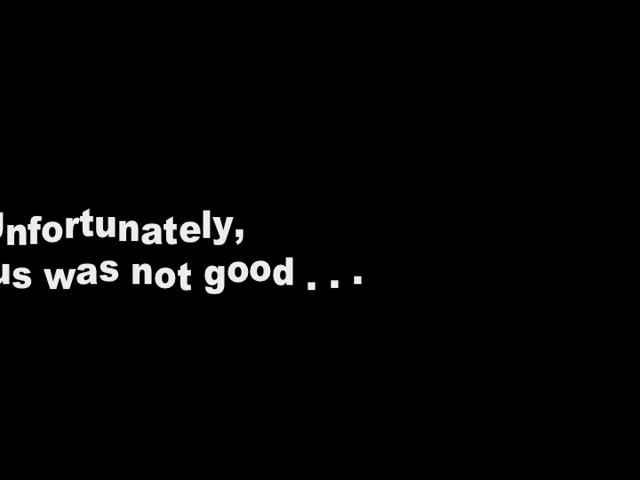 Unfortunately,
us was not good . . .